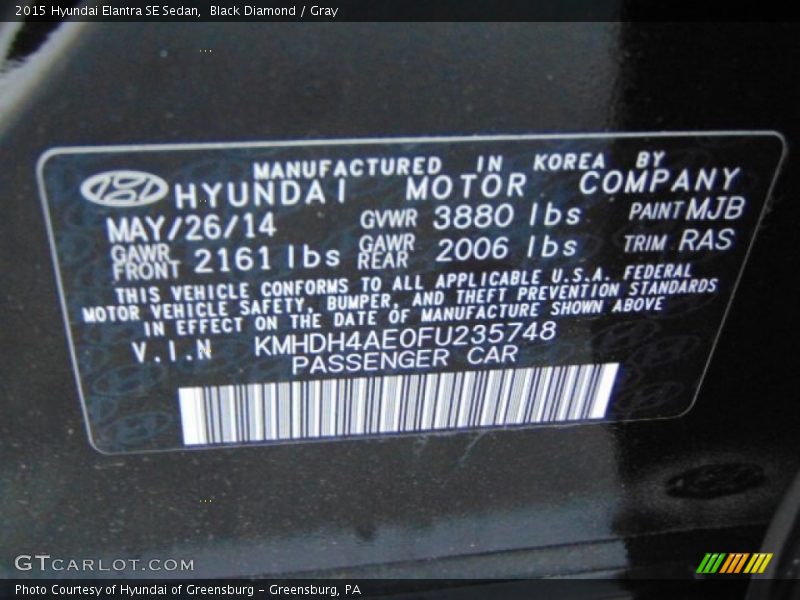 2015 Hyundai Elantra SE Sedan, Black Diamond / Gray
MANUFACTURED IN KOREA BY
HYUNDAI MOTOR COMPANY
MAY/26/14 GVWR 3880 lbs PAINT MJB
GAWR FRONT 2161 lbs GAWR REAR 2006 lbs TRIM RAS
THIS VEHICLE CONFORMS TO ALL APPLICABLE U.S.A. FEDERAL
MOTOR VEHICLE SAFETY, BUMPER, AND THEFT PREVENTION STANDARDS
IN EFFECT ON THE DATE OF MANUFACTURE SHOWN ABOVE
V.I.N KMHDH4AE0FU235748
PASSENGER CAR
GTCARLOT.COM
Photo Courtesy of Hyundai of Greensburg - Greensburg, PA